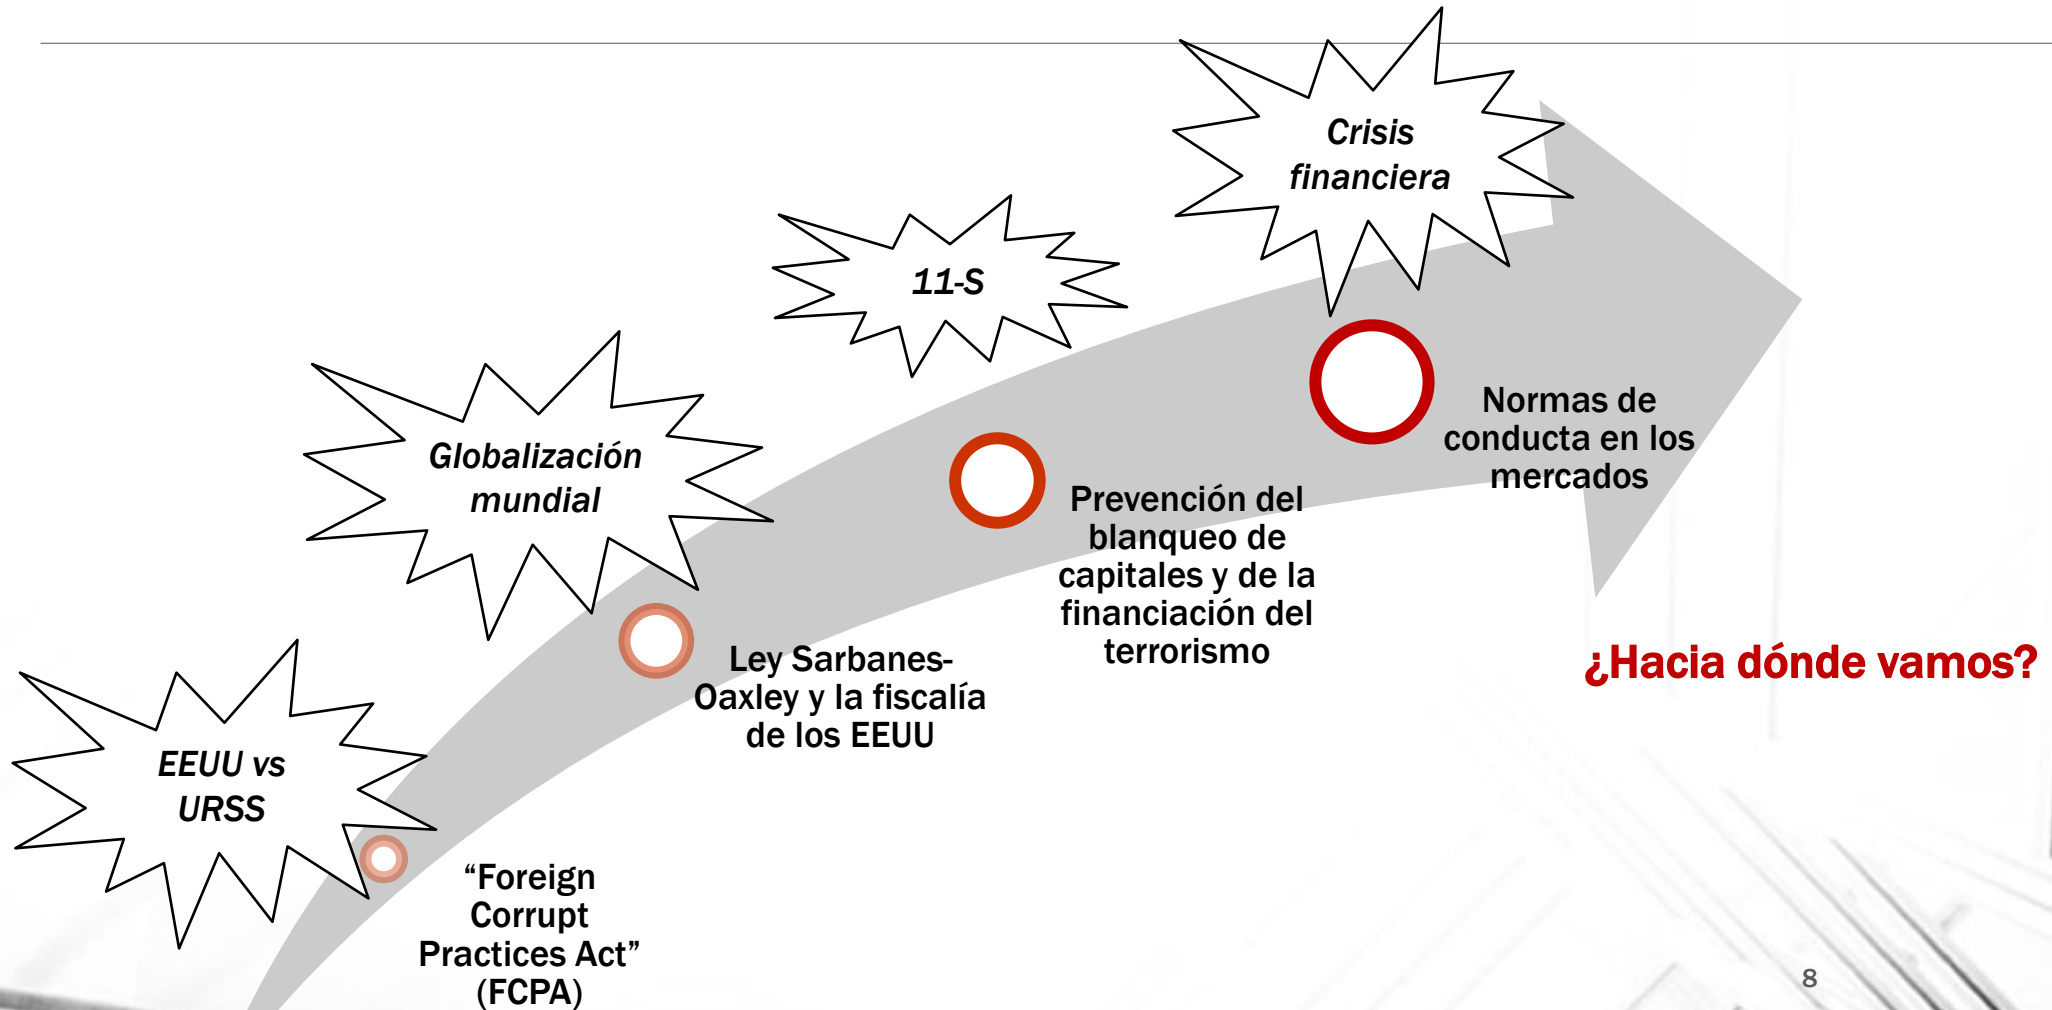 EEUU vs
URSS
“Foreign
Corrupt
Practices Act”
(FCPA)
Globalización
mundial
Ley Sarbanes-
Oaxley y la fiscalía
de los EEUU
11-S
Prevención del
blanqueo de
capitales y de la
financiación del
terrorismo
Crisis
financiera
Normas de
conducta en los
mercados
¿Hacia dónde vamos?
8